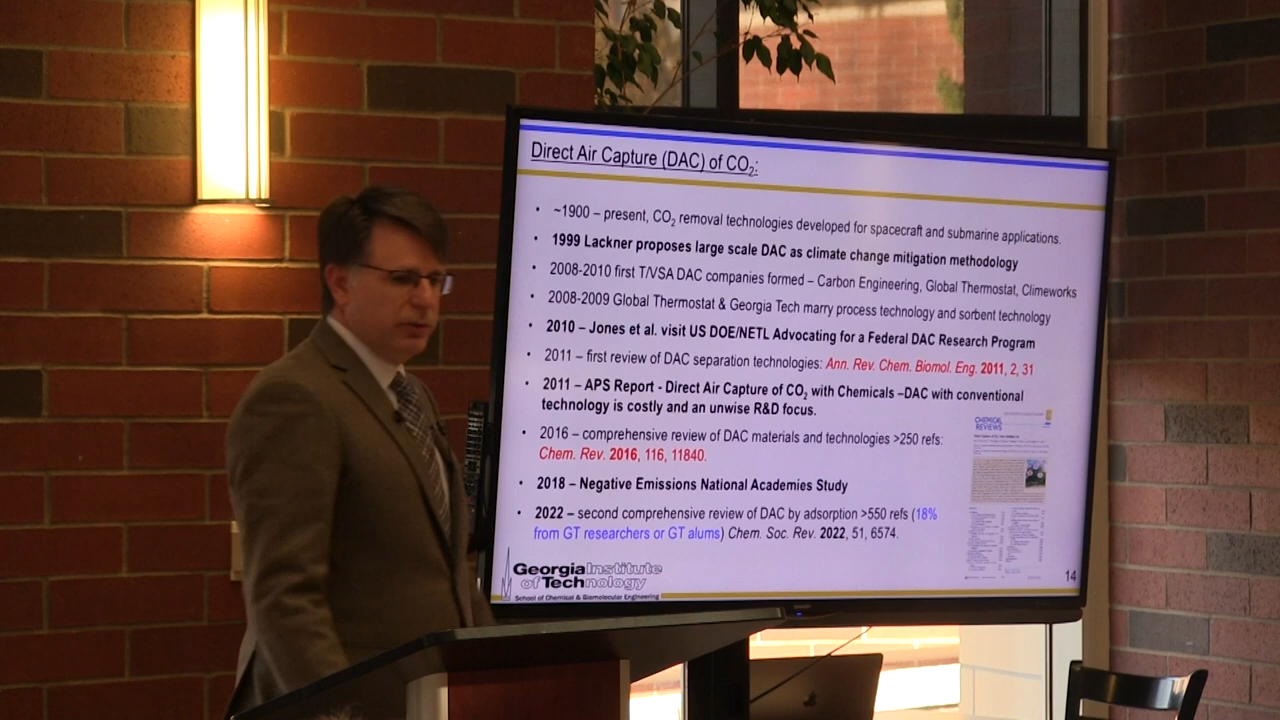 Direct Air Capture (DAC) of CO₂:
• ~1900 – present, CO₂ removal technologies developed for spacecraft and submarine applications.
• 1999 Lackner proposes large scale DAC as climate change mitigation methodology
• 2008-2010 first T/VSA DAC companies formed – Carbon Engineering, Global Thermostat, Climeworks
• 2008-2009 Global Thermostat & Georgia Tech marry process technology and sorbent technology
• 2010 – Jones et al. visit US DOE/NETL Advocating for a Federal DAC Research Program
• 2011 – first review of DAC separation technologies: Ann. Rev. Chem. Biomol. Eng. 2011, 2, 31
• 2011 – APS Report - Direct Air Capture of CO₂ with Chemicals –DAC with conventional
technology is costly and an unwise R&D focus.
• 2016 – comprehensive review of DAC materials and technologies >250 refs:
Chem. Rev. 2016, 116, 11840.
• 2018 – Negative Emissions National Academies Study
• 2022 – second comprehensive review of DAC by adsorption >550 refs (18%
from GT researchers or GT alums) Chem. Soc. Rev. 2022, 51, 6574.
CHEMICAL
REVIEWS
Georgia Institute
of Technology
School of Chemical & Biomolecular Engineering
14